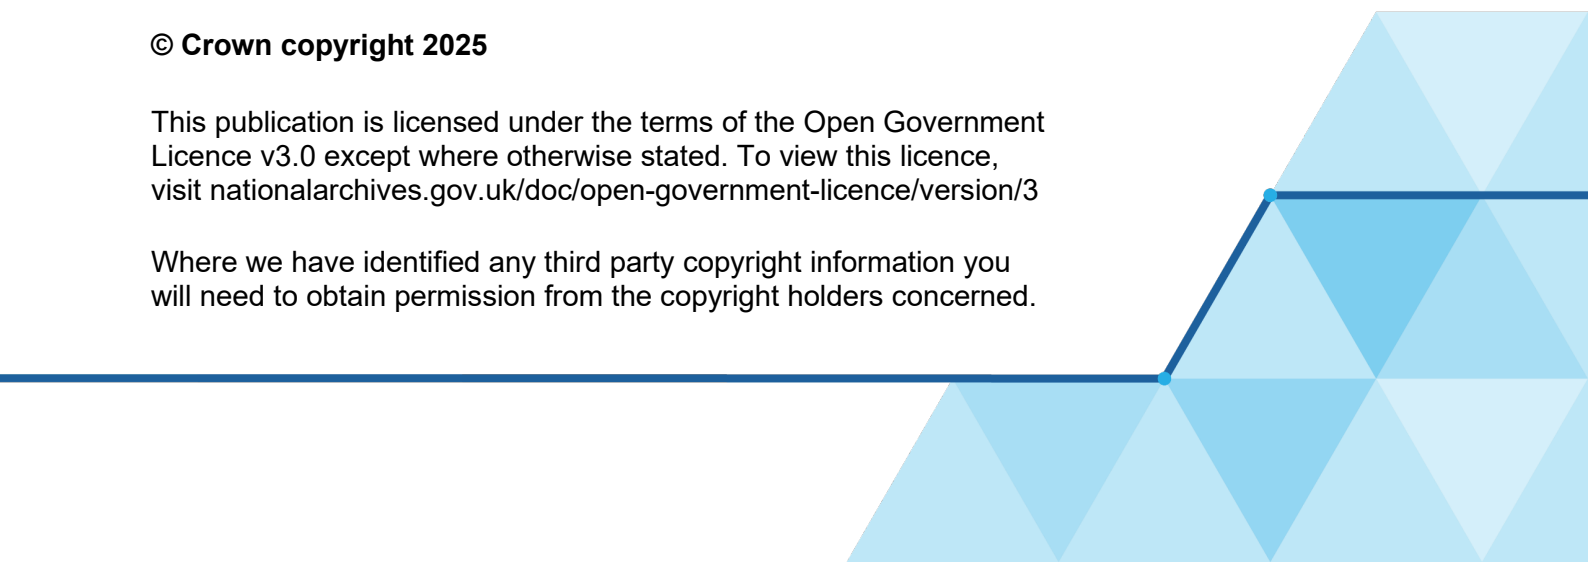 © Crown copyright 2025
This publication is licensed under the terms of the Open Government
Licence v3.0 except where otherwise stated. To view this licence,
visit nationalarchives.gov.uk/doc/open-government-licence/version/3
Where we have identified any third party copyright information you
will need to obtain permission from the copyright holders concerned.